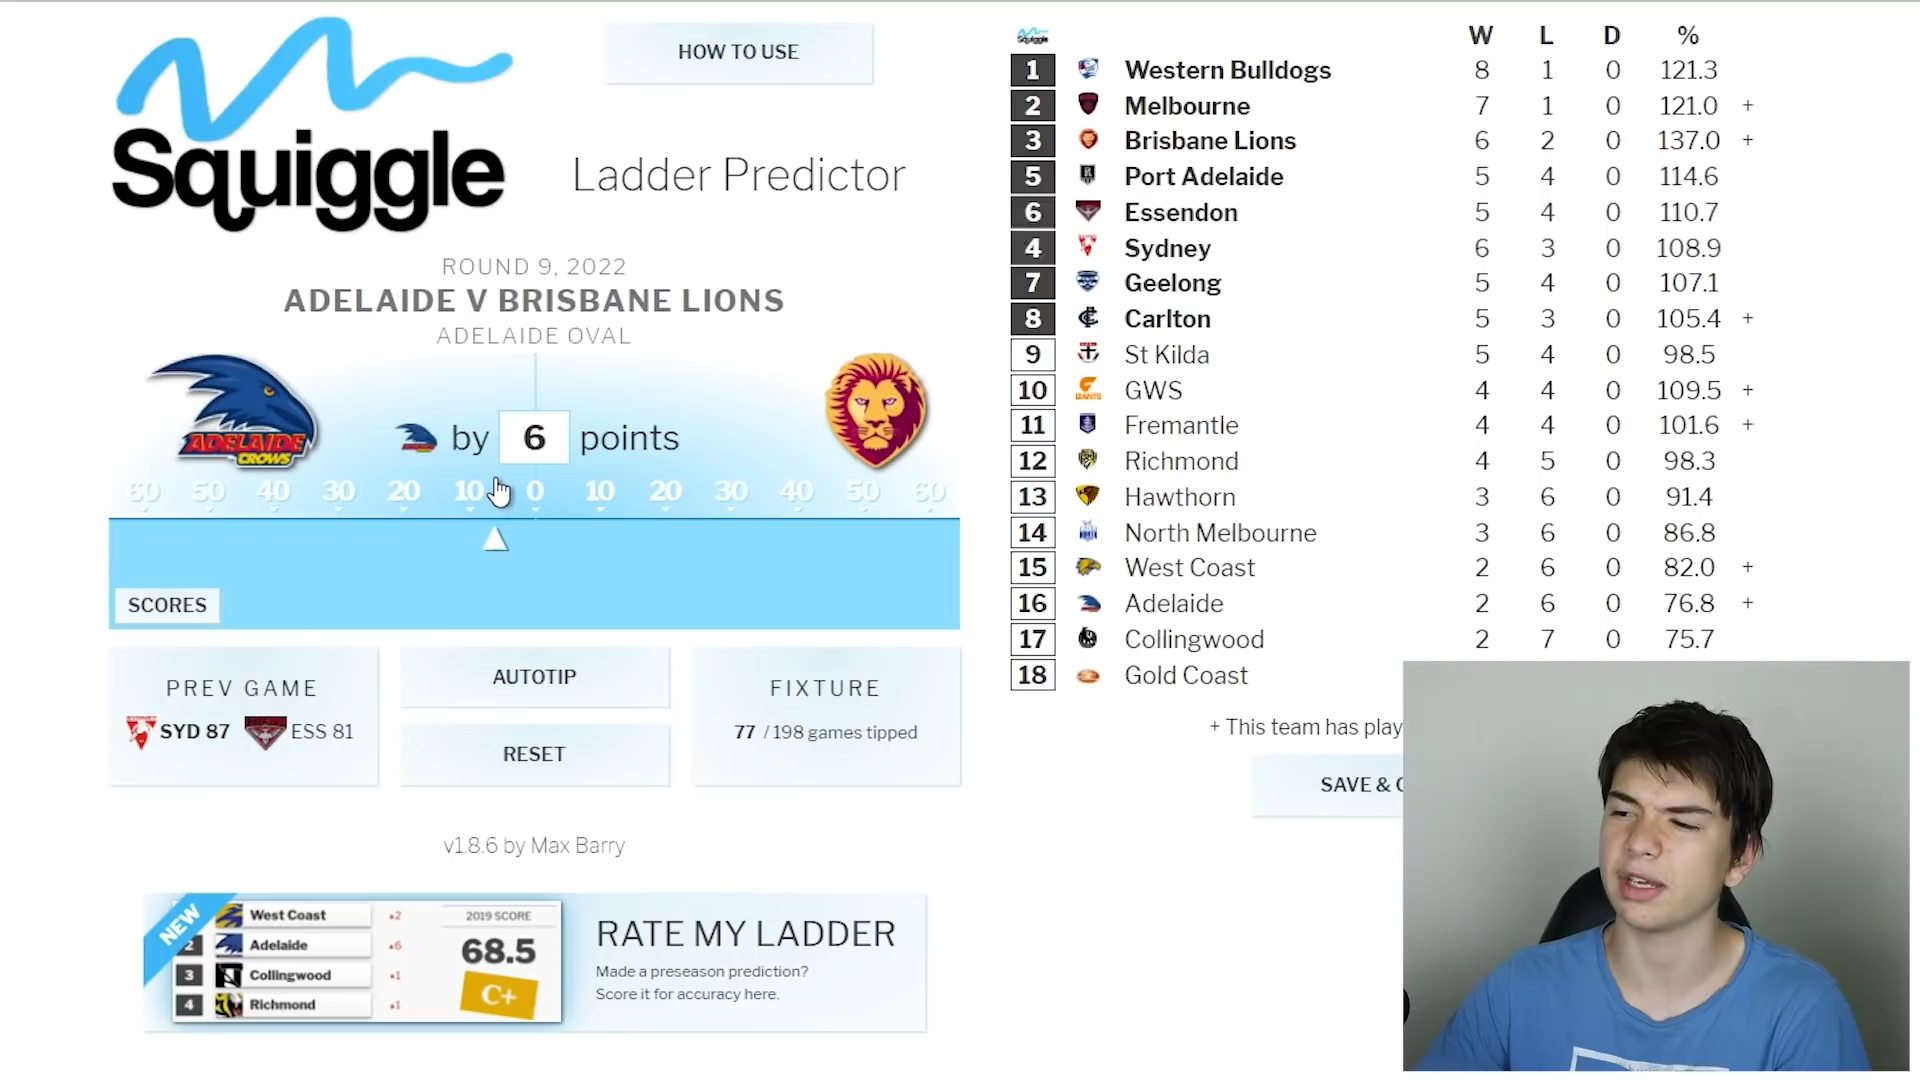 Squiggle
HOW TO USE
Ladder Predictor
ROUND 9, 2022
ADELAIDE V BRISBANE LIONS
ADELAIDE OVAL
ADELAIDE
CROWS
by 6 points
60 50 40 30 20 10 0 10 20 30 40 50 60
SCORES
PREV GAME
SYD 87 ESS 81
AUTOTIP
RESET
FIXTURE
77 / 198 games tipped
v1.8.6 by Max Barry
NEW
West Coast 2
2 Adelaide 6
3 Collingwood 1
4 Richmond 1
2019 SCORE
68.5
C+
RATE MY LADDER
Made a preseason prediction?
Score it for accuracy here.
Squiggle W L D %
1 Western Bulldogs 8 1 0 121.3
2 Melbourne 7 1 0 121.0 +
3 Brisbane Lions 6 2 0 137.0 +
5 Port Adelaide 5 4 0 114.6
6 Essendon 5 4 0 110.7
4 Sydney 6 3 0 108.9
7 Geelong 5 4 0 107.1
8 Carlton 5 3 0 105.4 +
9 St Kilda 5 4 0 98.5
10 GWS 4 4 0 109.5 +
11 Fremantle 4 4 0 101.6 +
12 Richmond 4 5 0 98.3
13 Hawthorn 3 6 0 91.4
14 North Melbourne 3 6 0 86.8
15 West Coast 2 6 0 82.0 +
16 Adelaide 2 6 0 76.8 +
17 Collingwood 2 7 0 75.7
18 Gold Coast
+ This team has play
SAVE & C